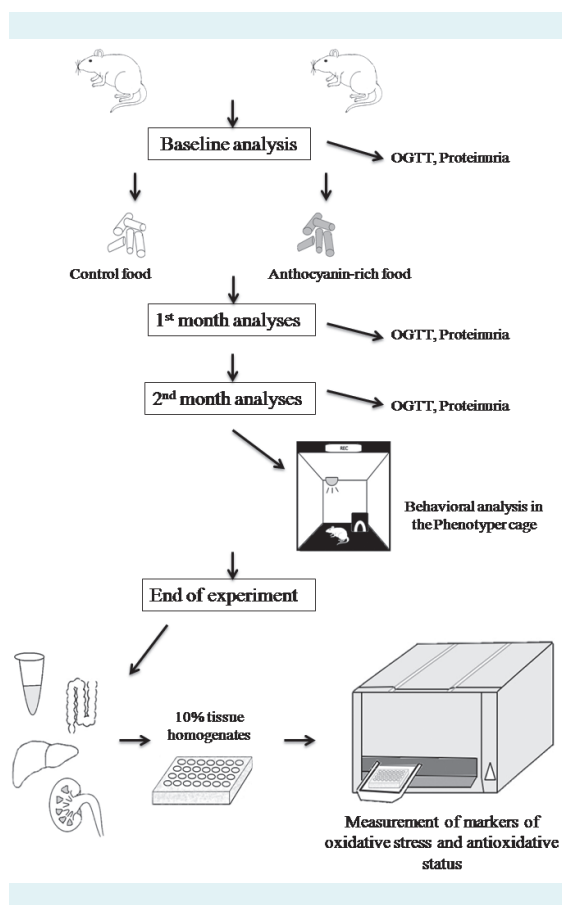 Baseline analysis
OGTT, Proteinuria
Control food
Anthocyanin-rich food
1st month analyses
OGTT, Proteinuria
2nd month analyses
OGTT, Proteinuria
REC
Behavioral analysis in
the Phenotyper cage
End of experiment
10% tissue
homogenates
Measurement of markers of
oxidative stress and antioxidative
status